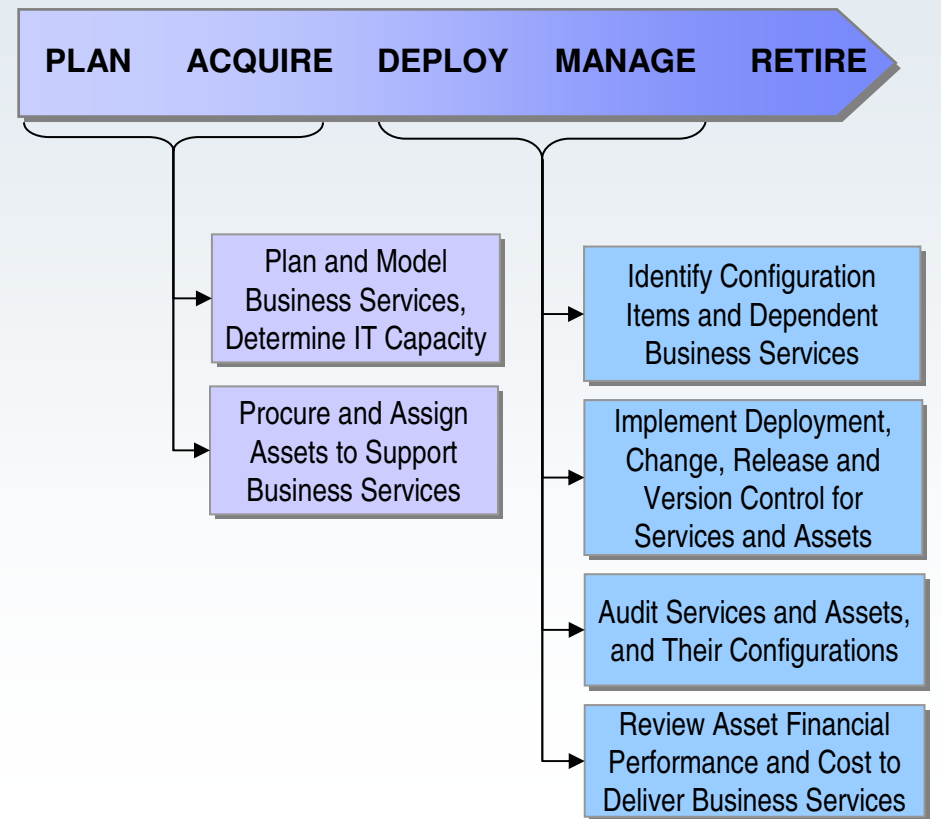 PLAN ACQUIRE DEPLOY MANAGE RETIRE
Plan and Model
Business Services,
Determine IT Capacity
Procure and Assign
Assets to Support
Business Services
Identify Configuration
Items and Dependent
Business Services
Implement Deployment,
Change, Release and
Version Control for
Services and Assets
Audit Services and Assets,
and Their Configurations
Review Asset Financial
Performance and Cost to
Deliver Business Services